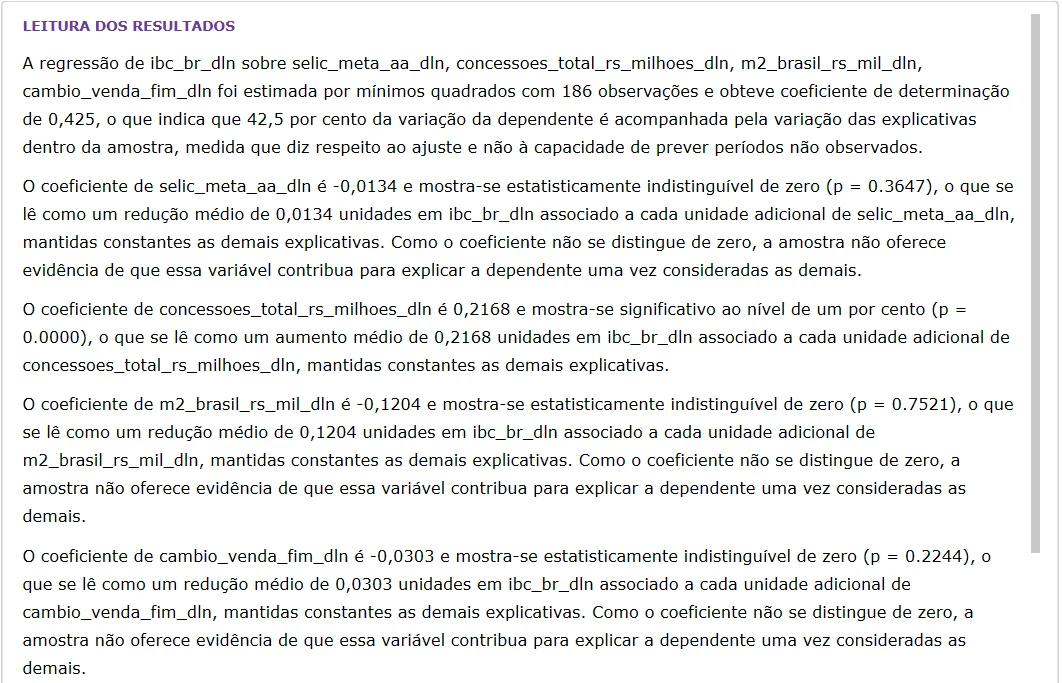 LEITURA DOS RESULTADOS
A regressão de ibc_br_dln sobre selic_meta_aa_dln, concessoes_total_rs_milhoes_dln, m2_brasil_rs_mil_dln,
cambio_venda_fim_dln foi estimada por mínimos quadrados com 186 observações e obteve coeficiente de determinação
de 0,425, o que indica que 42,5 por cento da variação da dependente é acompanhada pela variação das explicativas
dentro da amostra, medida que diz respeito ao ajuste e não à capacidade de prever períodos não observados.
O coeficiente de selic_meta_aa_dln é -0,0134 e mostra-se estatisticamente indistinguível de zero (p = 0.3647), o que se
lê como um redução médio de 0,0134 unidades em ibc_br_dln associado a cada unidade adicional de selic_meta_aa_dln,
mantidas constantes as demais explicativas. Como o coeficiente não se distingue de zero, a amostra não oferece
evidência de que essa variável contribua para explicar a dependente uma vez consideradas as demais.
O coeficiente de concessoes_total_rs_milhoes_dln é 0,2168 e mostra-se significativo ao nível de um por cento (p =
0.0000), o que se lê como um aumento médio de 0,2168 unidades em ibc_br_dln associado a cada unidade adicional de
concessoes_total_rs_milhoes_dln, mantidas constantes as demais explicativas.
O coeficiente de m2_brasil_rs_mil_dln é -0,1204 e mostra-se estatisticamente indistinguível de zero (p = 0.7521), o que
se lê como um redução médio de 0,1204 unidades em ibc_br_dln associado a cada unidade adicional de
m2_brasil_rs_mil_dln, mantidas constantes as demais explicativas. Como o coeficiente não se distingue de zero, a
amostra não oferece evidência de que essa variável contribua para explicar a dependente uma vez consideradas as
demais.
O coeficiente de cambio_venda_fim_dln é -0,0303 e mostra-se estatisticamente indistinguível de zero (p = 0.2244), o
que se lê como um redução médio de 0,0303 unidades em ibc_br_dln associado a cada unidade adicional de
cambio_venda_fim_dln, mantidas constantes as demais explicativas. Como o coeficiente não se distingue de zero, a
amostra não oferece evidência de que essa variável contribua para explicar a dependente uma vez consideradas as
demais.